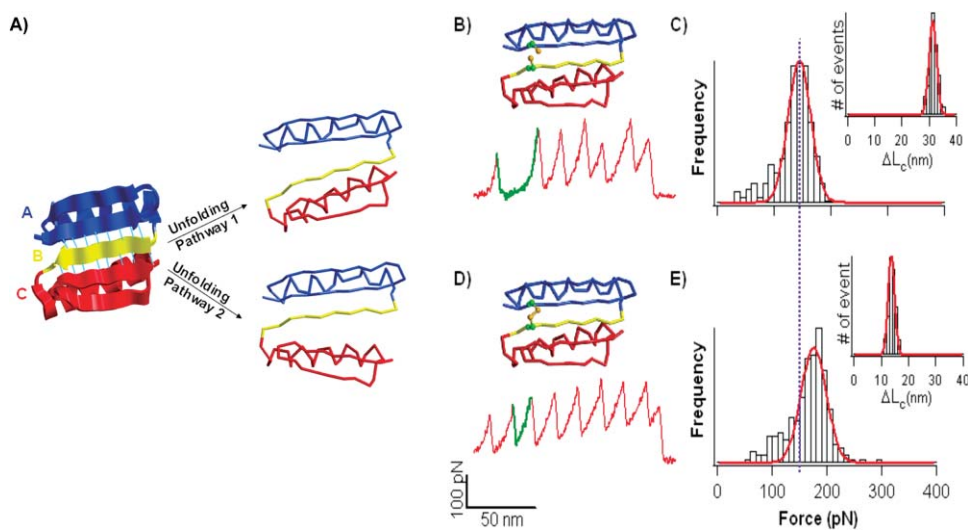 A)
A
B
C
Unfolding
Pathway 1
Unfolding
Pathway 2
B)
C)
Frequency
# of events
0 10 20 30 40
ΔLc(nm)
D)
100 pN
50 nm
E)
Frequency
# of event
0 10 20 30 40
ΔLc(nm)
0 100 200 300 400
Force (pN)